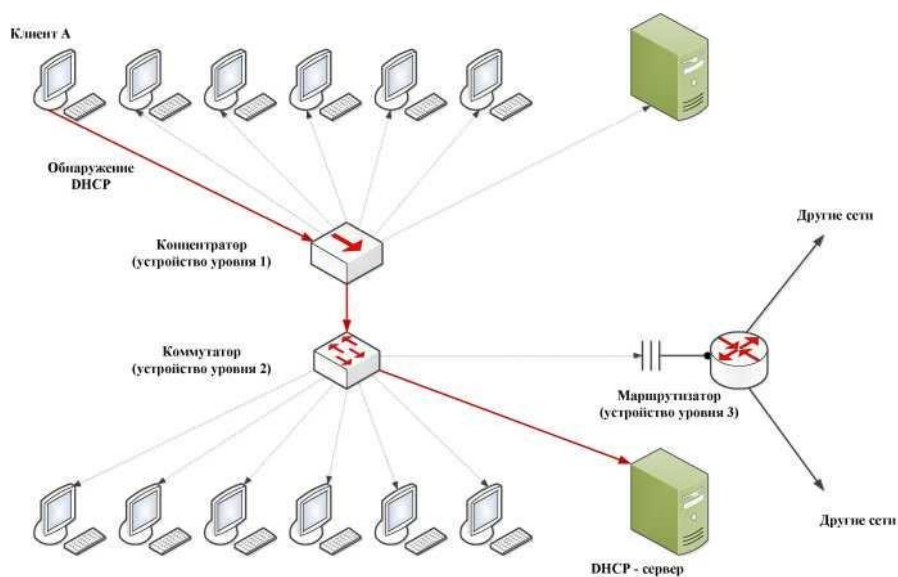 Клиент А
Обнаружение
DHCP
Концентратор
(устройство уровня 1)
Другие сети
Коммутатор
(устройство уровня 2)
Маршрутизатор
(устройство уровня 3)
Другие сети
DHCP - сервер